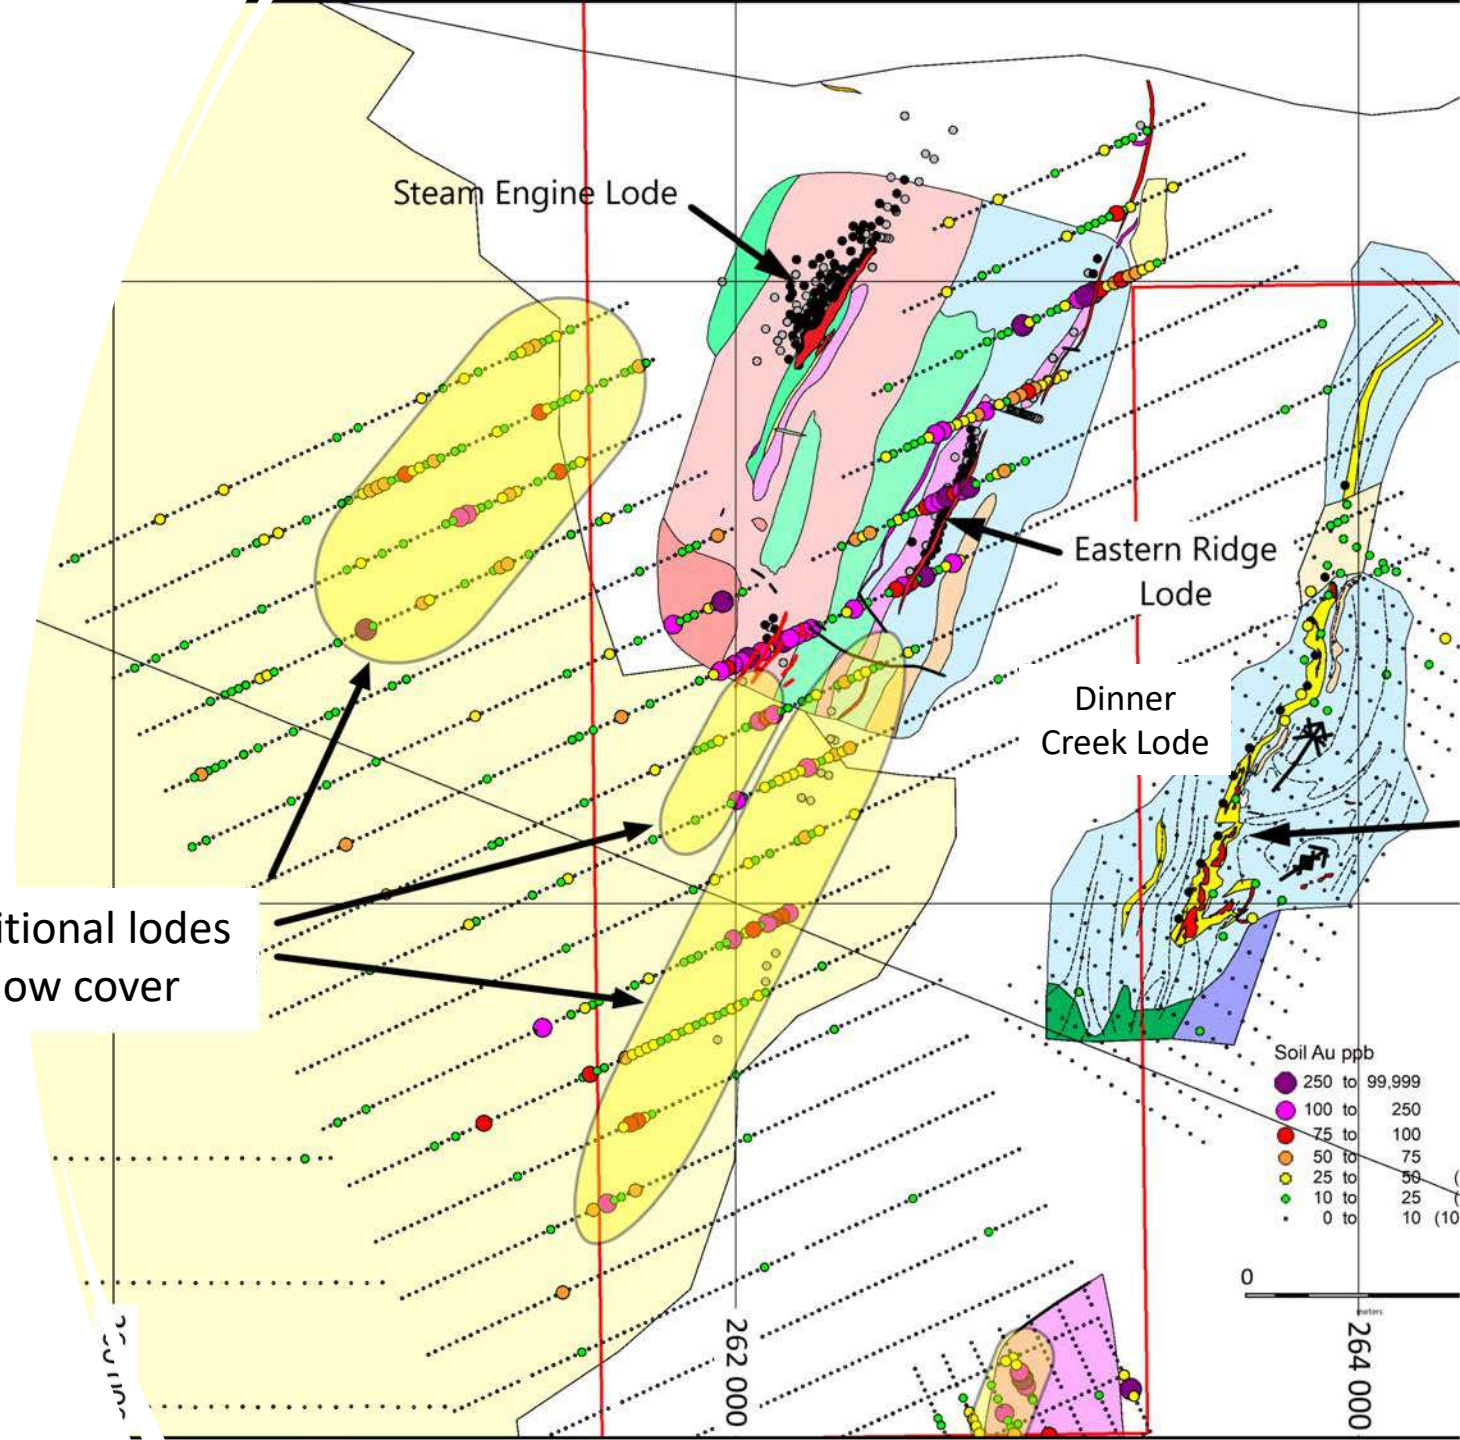 Steam Engine Lode
Eastern Ridge
Lode
Dinner
Creek Lode
lodes
cover
Soil Au ppb
250 to 99,999
100 to 250
75 to 100
50 to 75
25 to 50
10 to 25
0 to 10
0
meters
262 000
264 000